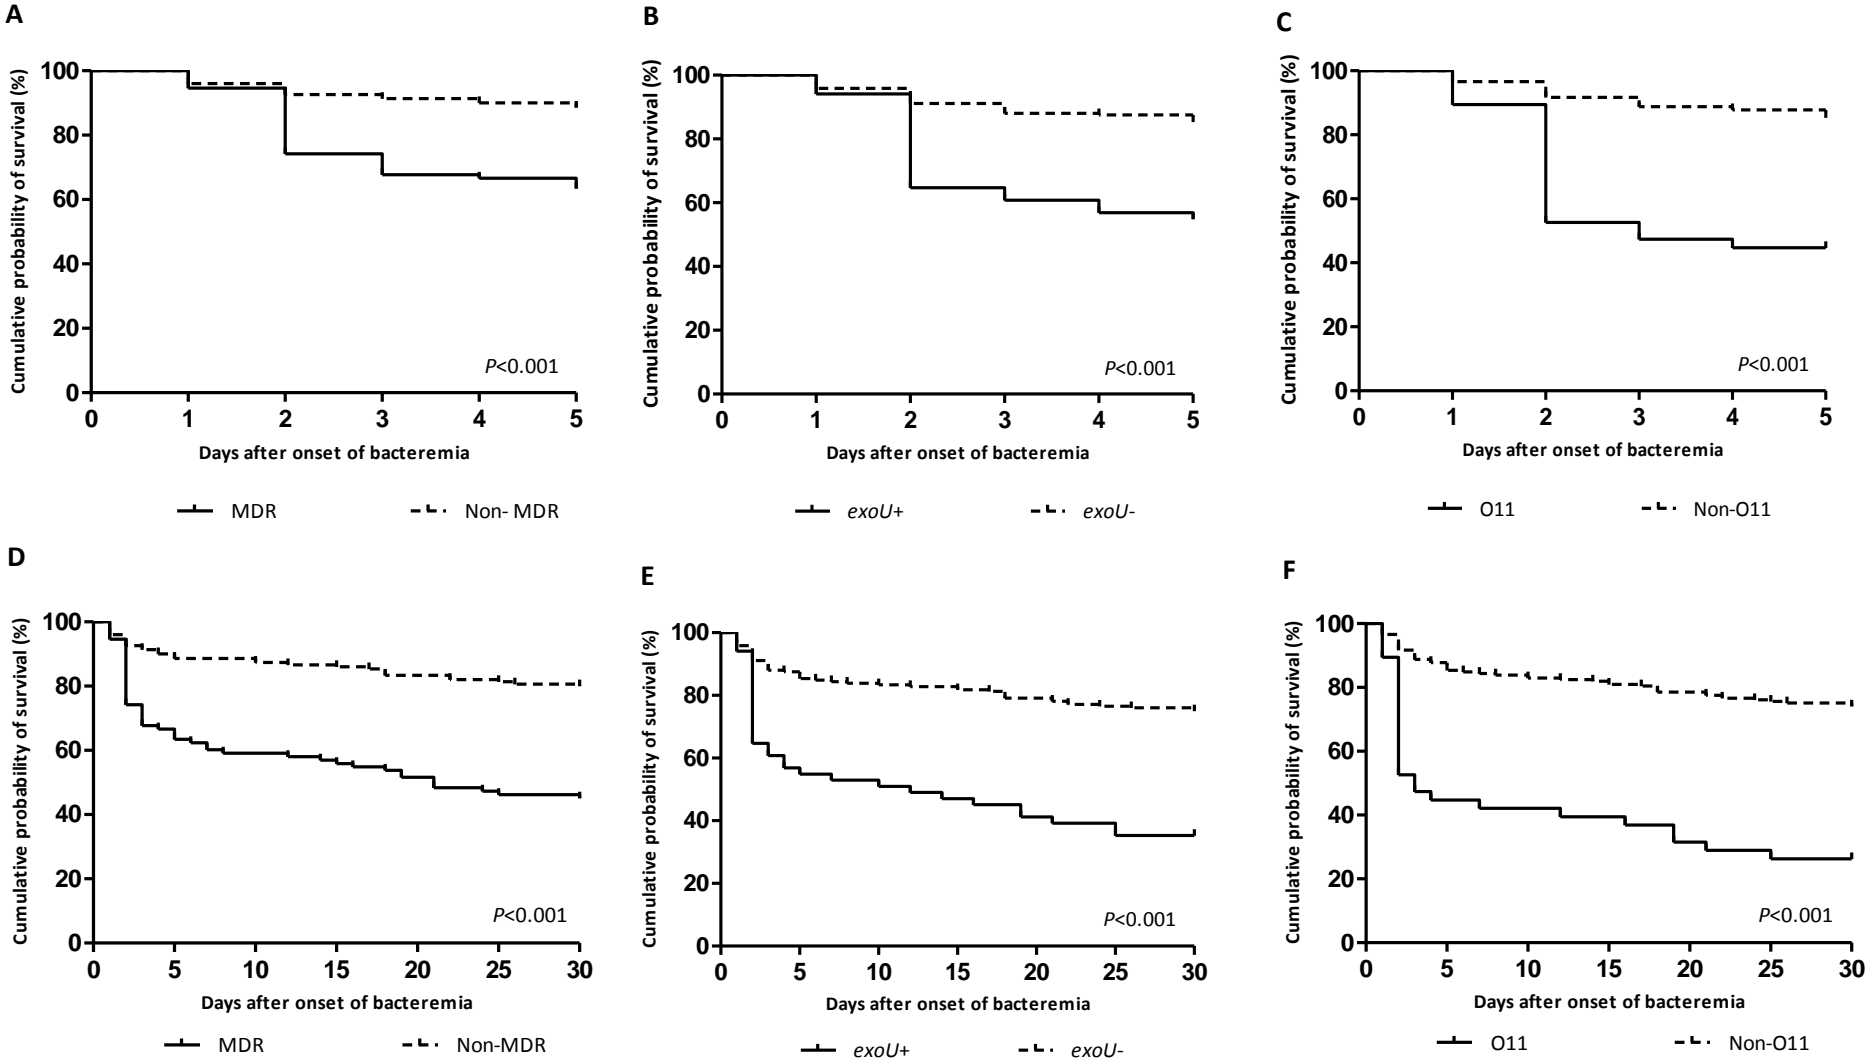 A
Cumulative probability of survival (%)
100
80
60
40
20
0
0 1 2 3 4 5
P<0.001
Days after onset of bacteremia
MDR Non- MDR
B
Cumulative probability of survival (%)
100
80
60
40
20
0
0 1 2 3 4 5
P<0.001
Days after onset of bacteremia
exoU+ exoU-
C
Cumulative probability of survival (%)
100
80
60
40
20
0
0 1 2 3 4 5
P<0.001
Days after onset of bacteremia
O11 Non-O11
D
Cumulative probability of survival (%)
100
80
60
40
20
0
0 5 10 15 20 25 30
P<0.001
Days after onset of bacteremia
MDR Non-MDR
E
Cumulative probability of survival (%)
100
80
60
40
20
0
0 5 10 15 20 25 30
P<0.001
Days after onset of bacteremia
exoU+ exoU-
F
Cumulative probability of survival (%)
100
80
60
40
20
0
0 5 10 15 20 25 30
P<0.001
Days after onset of bacteremia
O11 Non-O11